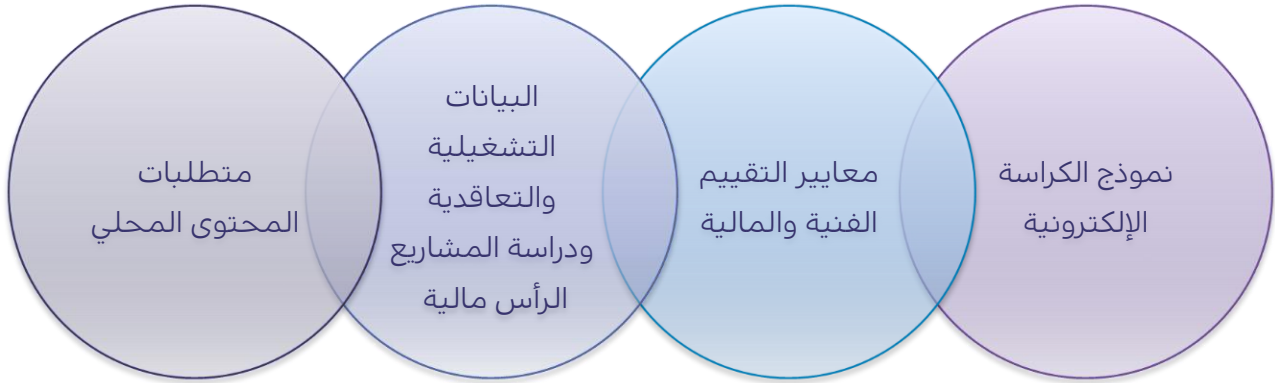 نموذج الكراسة
الإلكترونية
معايير التقييم
الفنية والمالية
البيانات
التشغيلية
والتعاقدية
ودراسة المشاريع
الرأس مالية
متطلبات
المحتوى المحلي